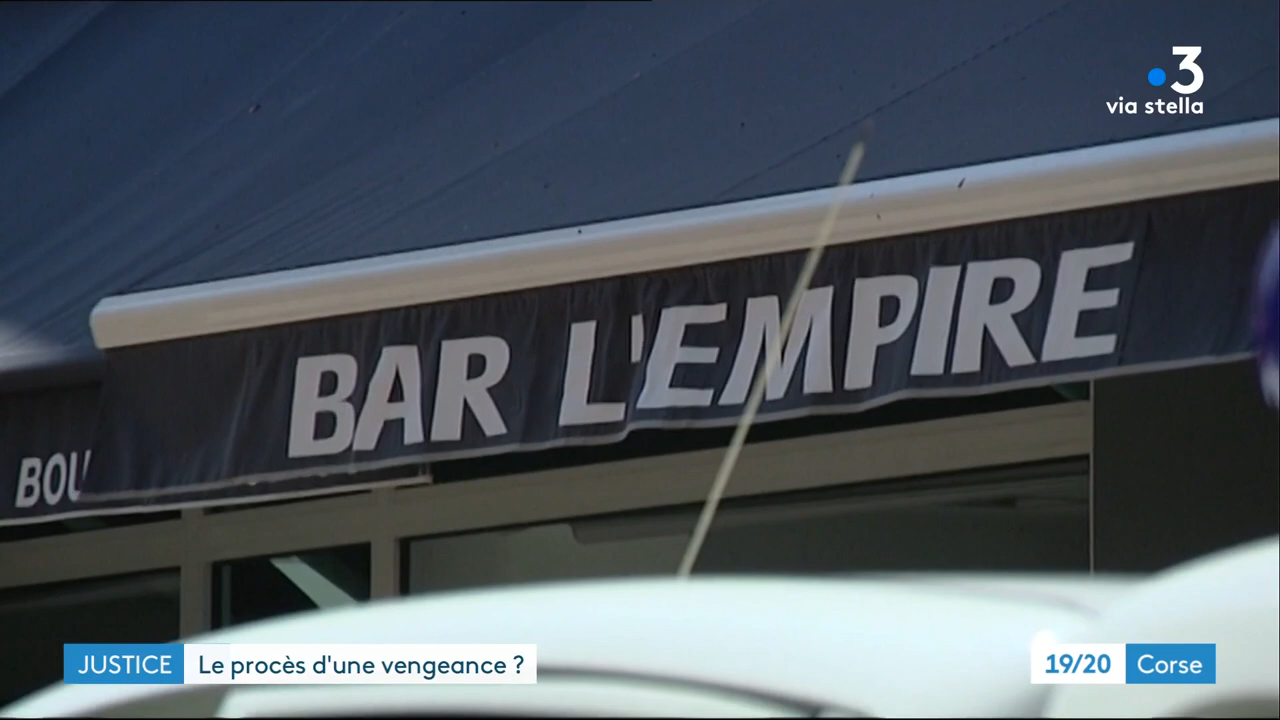 3
via stella
BAR L'EMPIRE
BOU
JUSTICE Le procès d'une vengeance ?
19/20 Corse